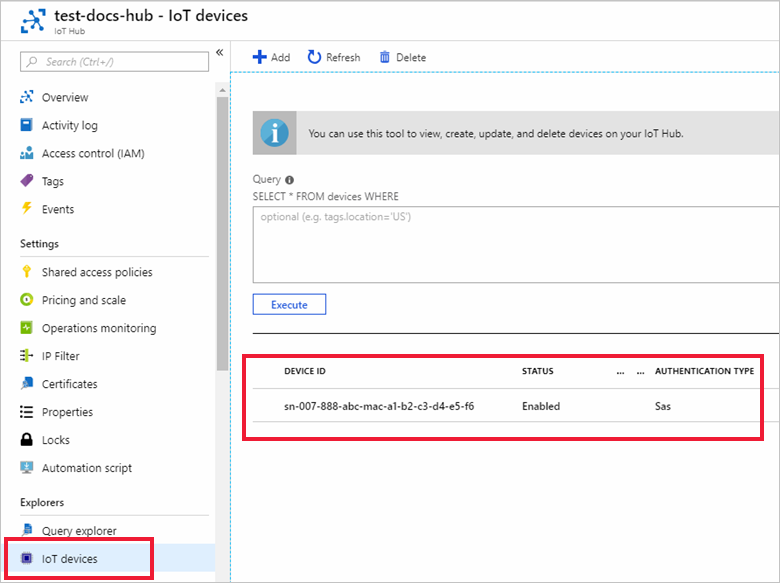 test-docs-hub - IoT devices
IoT Hub
Search (Ctrl+/)
«
Overview
Activity log
Access control (IAM)
Tags
Events
Settings
Shared access policies
Pricing and scale
Operations monitoring
IP Filter
Certificates
Properties
Locks
Automation script
Explorers
Query explorer
IoT devices
Add Refresh Delete
You can use this tool to view, create, update, and delete devices on your IoT Hub.
Query
SELECT * FROM devices WHERE
optional (e.g. tags.location='US')
Execute
DEVICE ID STATUS ... ... AUTHENTICATION TYPE
sn-007-888-abc-mac-a1-b2-c3-d4-e5-f6 Enabled Sas